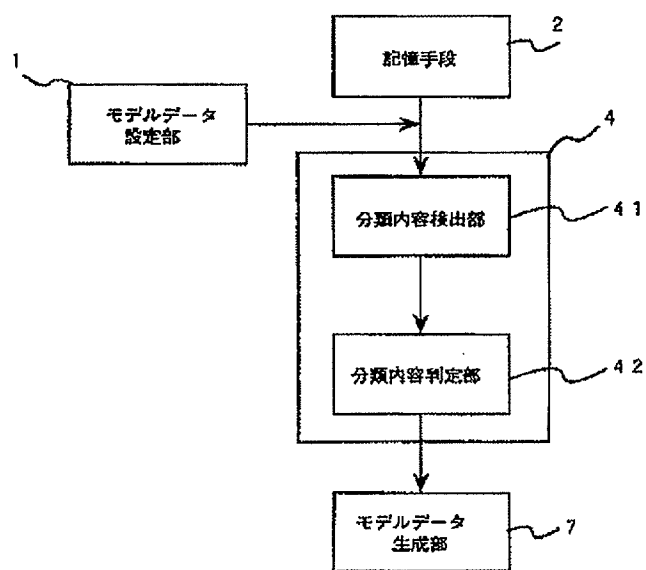 2
記憶手段
1
モデルデータ
設定部
4
分類内容検出部
41
分類内容判定部
42
モデルデータ
生成部
7